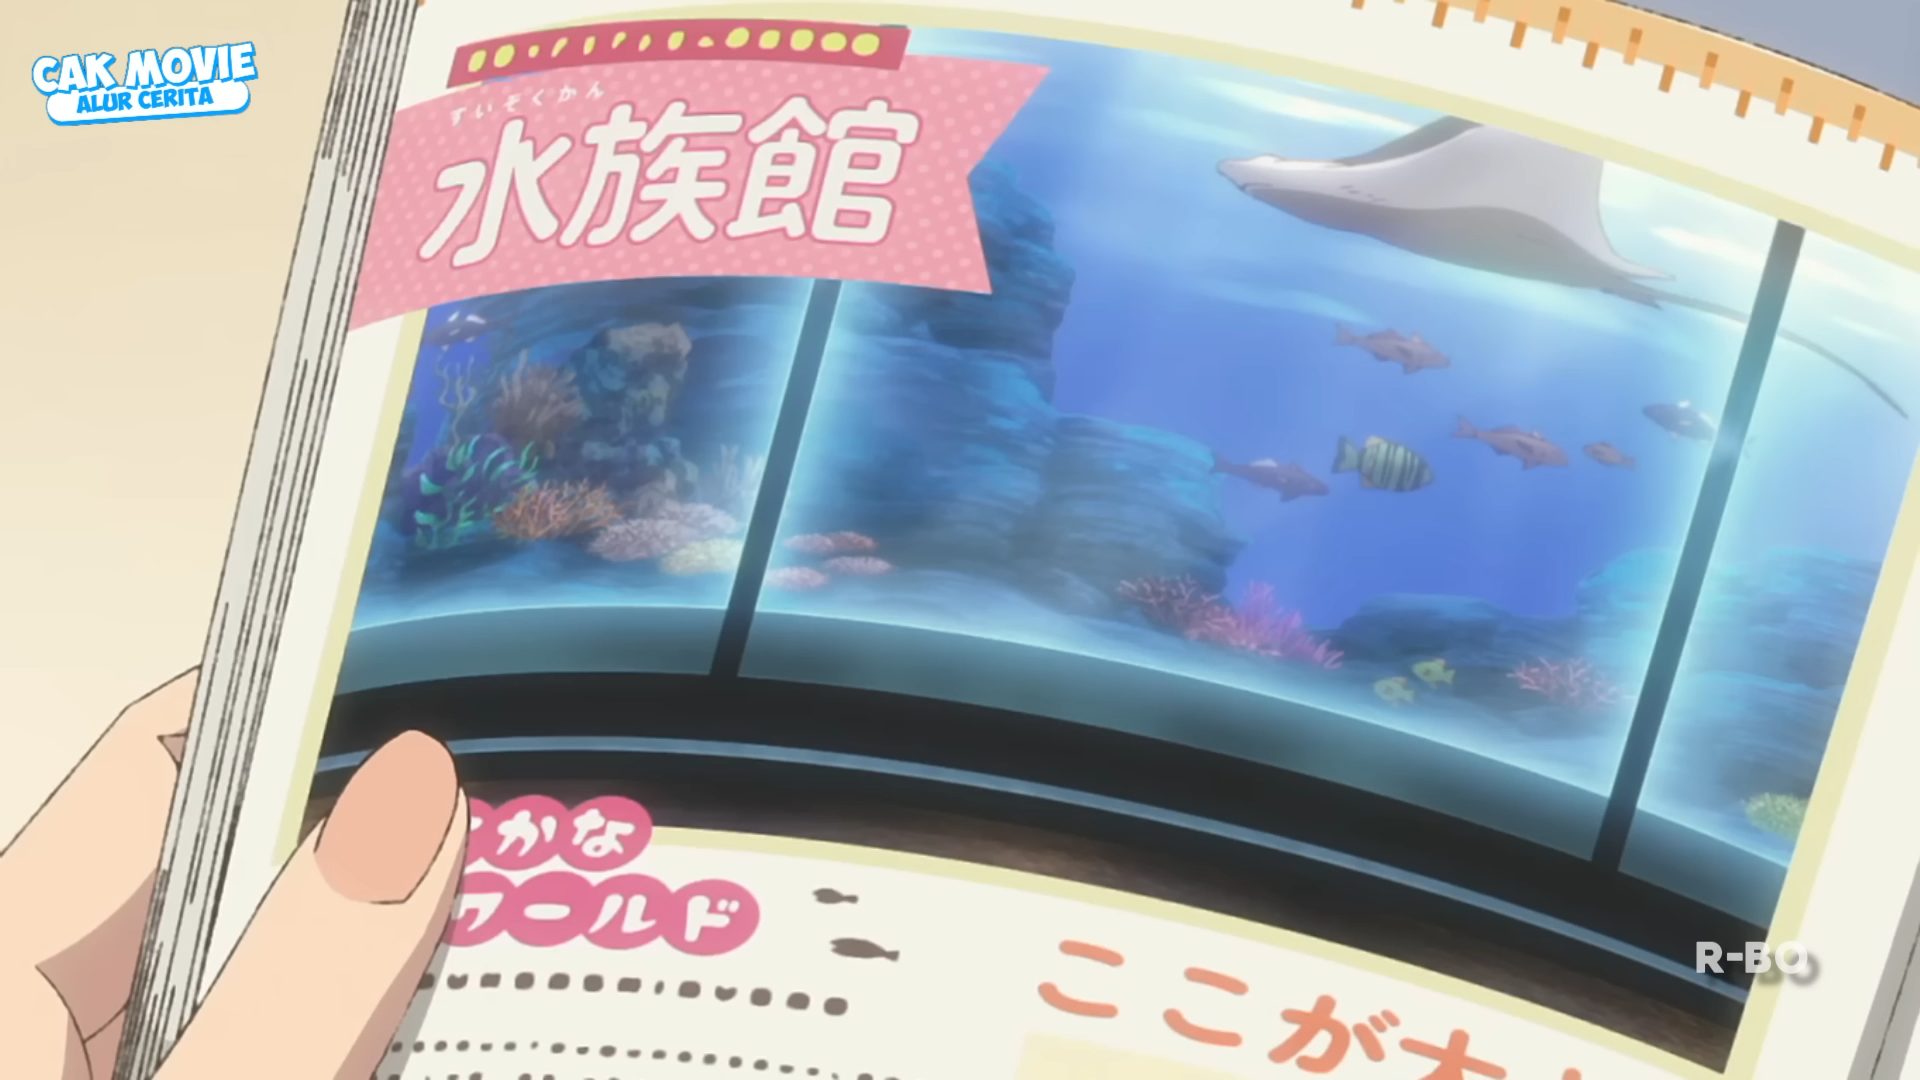 CAK MOVIE
ALUR CERITA
すいぞくかん
水族館
かな
ワールド
ここが
R-BO